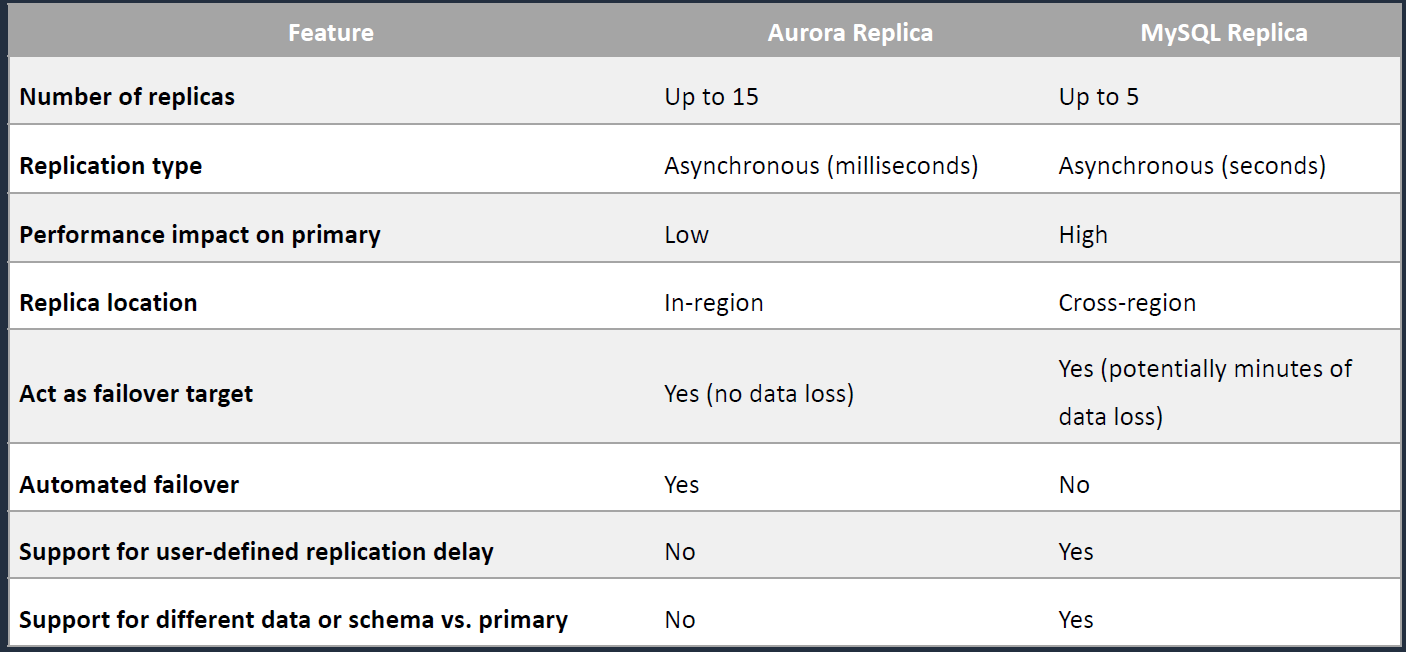 Feature Aurora Replica MySQL Replica
Number of replicas Up to 15 Up to 5
Replication type Asynchronous (milliseconds) Asynchronous (seconds)
Performance impact on primary Low High
Replica location In-region Cross-region
Act as failover target Yes (no data loss) Yes (potentially minutes of
data loss)
Automated failover Yes No
Support for user-defined replication delay No Yes
Support for different data or schema vs. primary No Yes